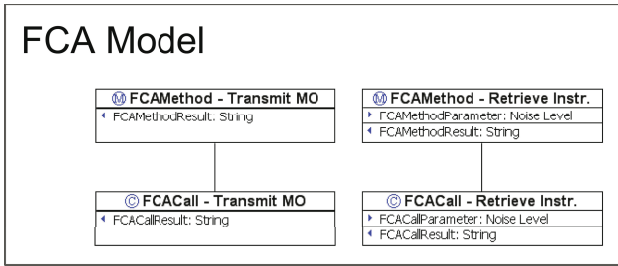 FCA Model
Ⓜ FCAMethod - Transmit MO
FCAMethodResult: String
Ⓜ FCAMethod - Retrieve Instr.
FCAMethodParameter: Noise Level
FCAMethodResult: String
© FCACall - Transmit MO
FCACallResult: String
© FCACall - Retrieve Instr.
FCACallParameter: Noise Level
FCACallResult: String